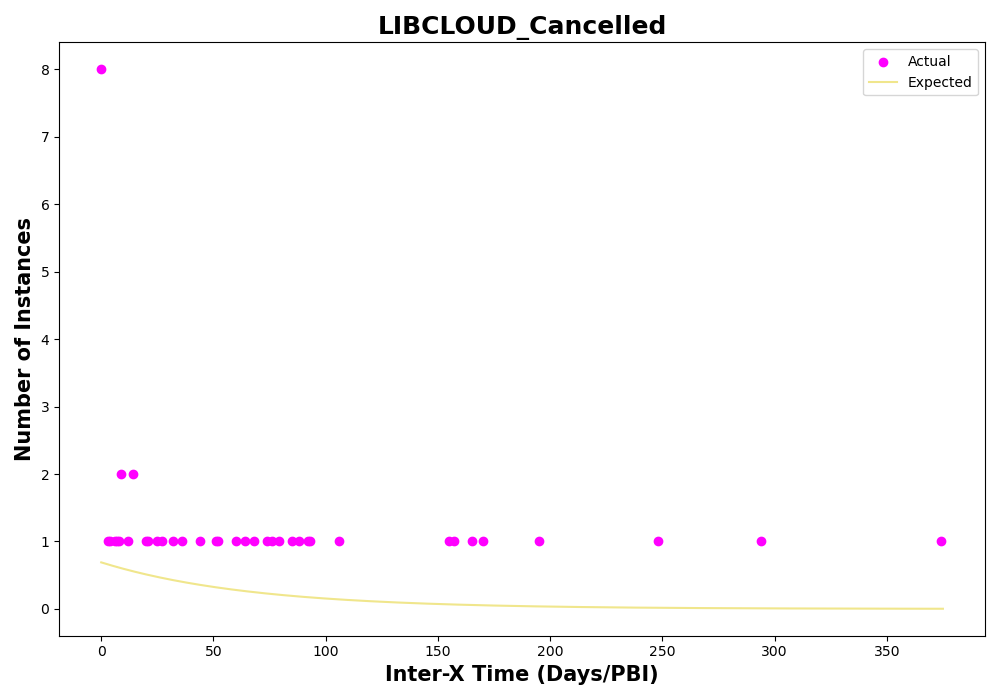 LIBCLOUD_Cancelled
Actual
Expected
Number of Instances
8
7
6
5
4
3
2
1
0
0 50 100 150 200 250 300 350
Inter-X Time (Days/PBI)